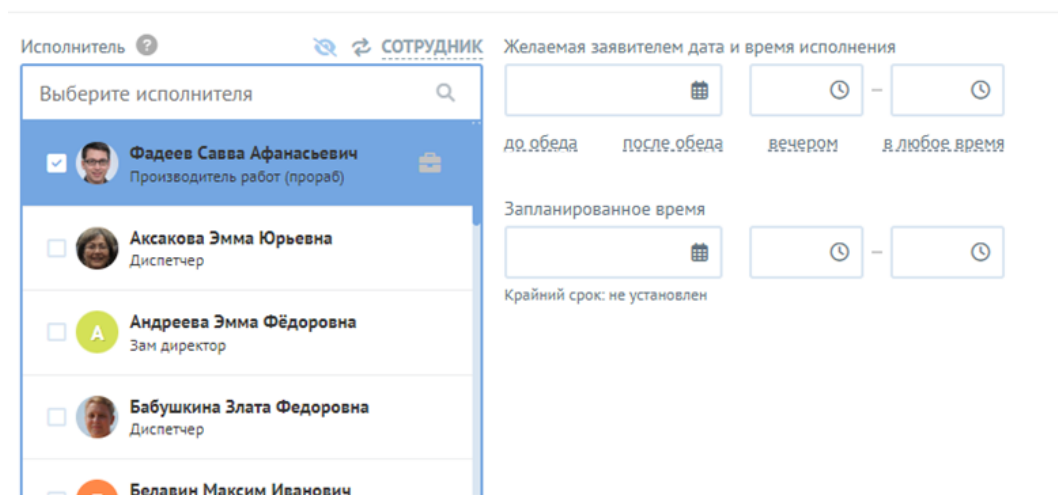 Исполнитель ?
СОТРУДНИК
Выберите исполнителя
Фадеев Савва Афанасьевич
Производитель работ (прораб)
Аксакова Эмма Юрьевна
Диспетчер
А
Андреева Эмма Фёдоровна
Зам директор
Бабушкина Злата Федоровна
Диспетчер
Белавин Максим Иванович
Желаемая заявителем дата и время исполнения
–
до обеда после обеда вечером в любое время
Запланированное время
–
Крайний срок: не установлен